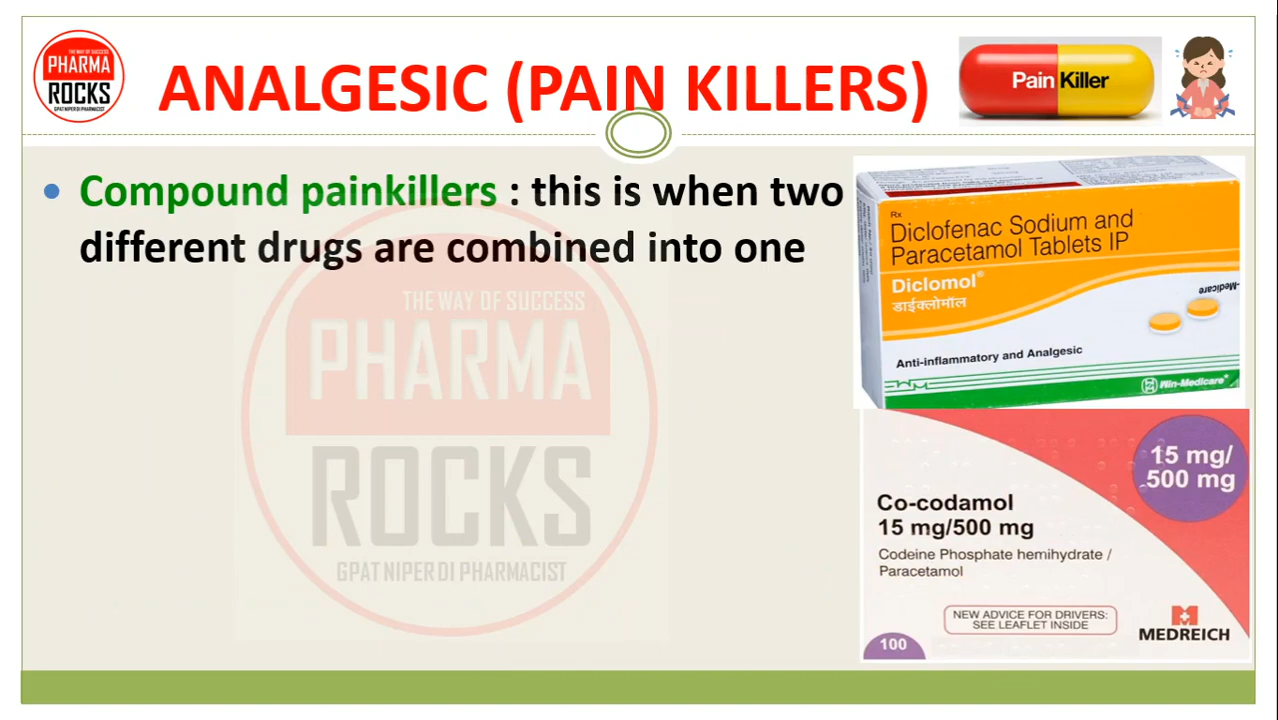 THE WAY OF SUCCESS
PHARMA
ROCKS
GPAT NIPER DI PHARMACIST
ANALGESIC (PAIN KILLERS)
Pain Killer
• Compound painkillers : this is when two
different drugs are combined into one
THE WAY OF SUCCESS
PHARMA
ROCKS
GPAT NIPER DI PHARMACIST
Rx
Diclofenac Sodium and
Paracetamol Tablets IP
Diclomol®
डाईक्लोमॉल
-Medicare
Anti-inflammatory and Analgesic
WM
Win-Medicare
15 mg/
500 mg
Co-codamol
15 mg/500 mg
Codeine Phosphate hemihydrate /
Paracetamol
NEW ADVICE FOR DRIVERS:
SEE LEAFLET INSIDE
100
MEDREICH